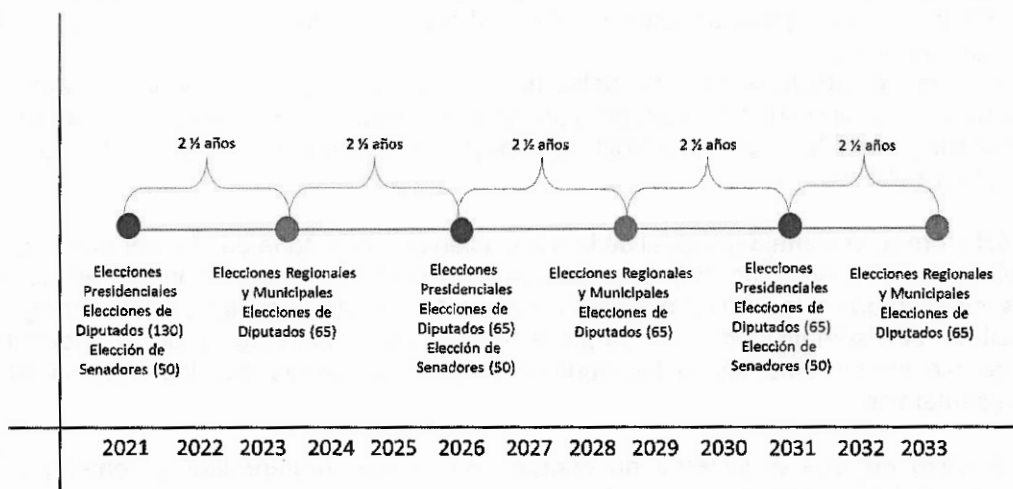 2 ½ años
2 ½ años
2 ½ años
2 ½ años
2 ½ años
Elecciones
Presidenciales
Elecciones de
Diputados (130)
Elección de
Senadores (50)
Elecciones Regionales
y Municipales
Elecciones de
Diputados (65)
Elecciones
Presidenciales
Elecciones de
Diputados (65)
Elección de
Senadores (50)
Elecciones Regionales
y Municipales
Elecciones de
Diputados (65)
Elecciones
Presidenciales
Elecciones de
Diputados (65)
Elección de
Senadores (50)
Elecciones Regionales
y Municipales
Elecciones de
Diputados (65)
2021 2022 2023 2024 2025 2026 2027 2028 2029 2030 2031 2032 2033